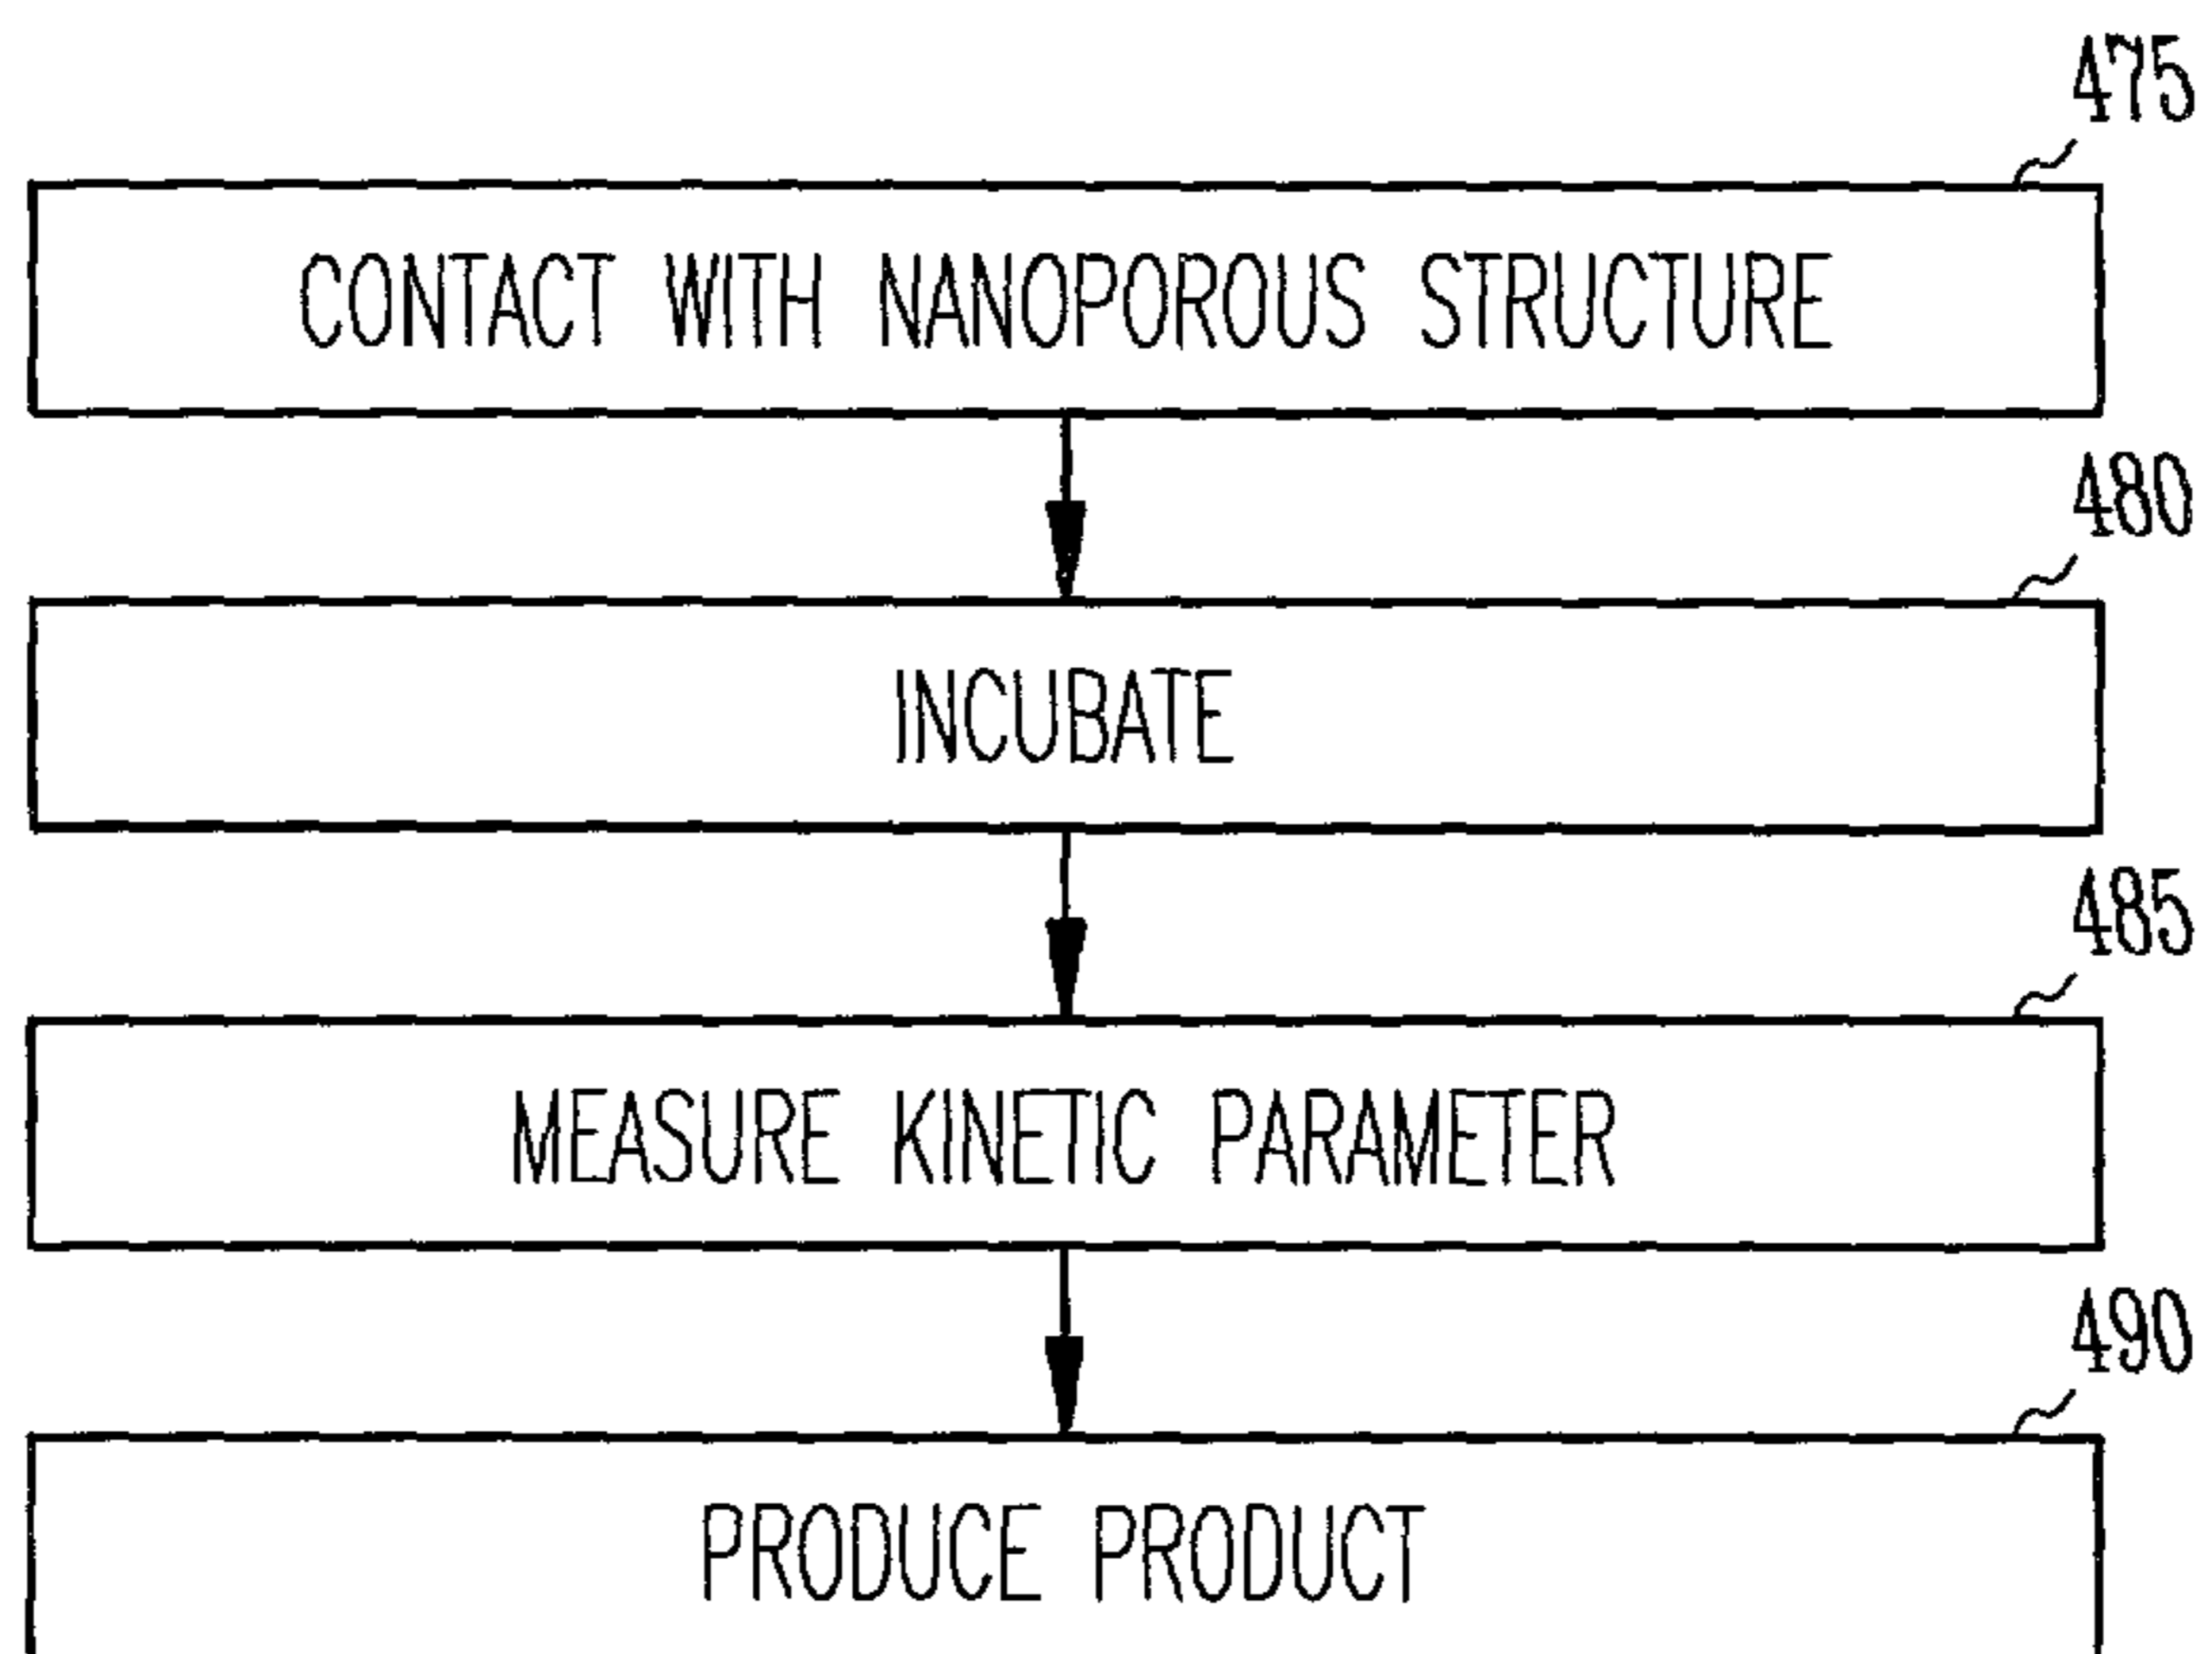 475
CONTACT WITH NANOPOROUS STRUCTURE
480
INCUBATE
485
MEASURE KINETIC PARAMETER
490
PRODUCE PRODUCT